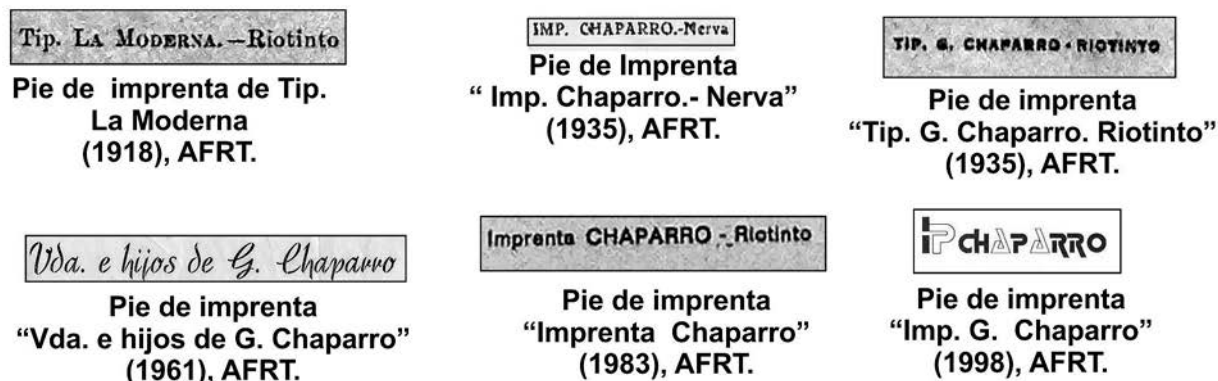 Tip. LA MODERNA.—Riotinto
Pie de imprenta de Tip.
La Moderna
(1918), AFRT.
IMP. CHAPARRO.-Nerva
Pie de Imprenta
“ Imp. Chaparro.- Nerva”
(1935), AFRT.
TIP. G. CHAPARRO - RIOTINTO
Pie de imprenta
“Tip. G. Chaparro. Riotinto”
(1935), AFRT.
Vda. e hijos de G. Chaparro
Pie de imprenta
“Vda. e hijos de G. Chaparro”
(1961), AFRT.
Imprenta CHAPARRO - Riotinto
Pie de imprenta
“Imprenta Chaparro”
(1983), AFRT.
IP CHAPARRO
Pie de imprenta
“Imp. G. Chaparro”
(1998), AFRT.